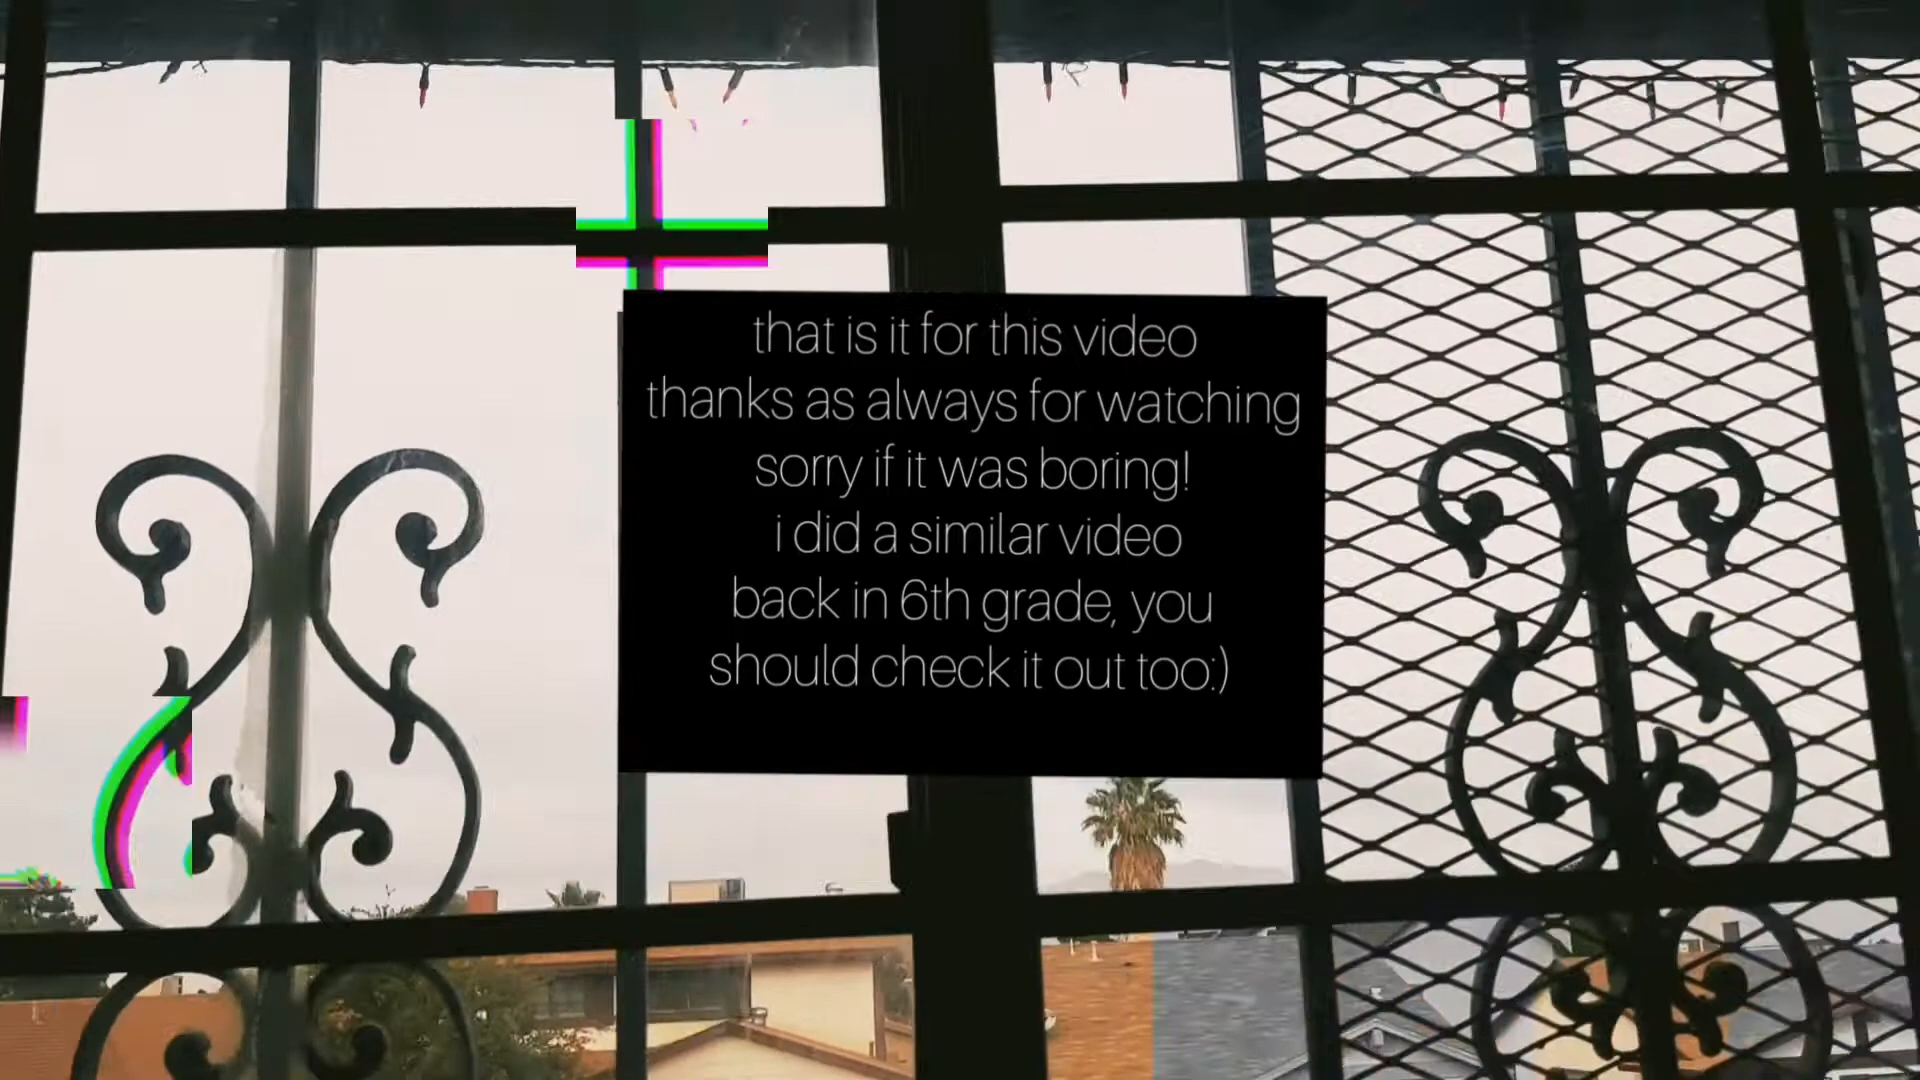 that is it for this video
thanks as always for watching
sorry if it was boring!
i did a similar video
back in 6th grade, you
should check it out too:)